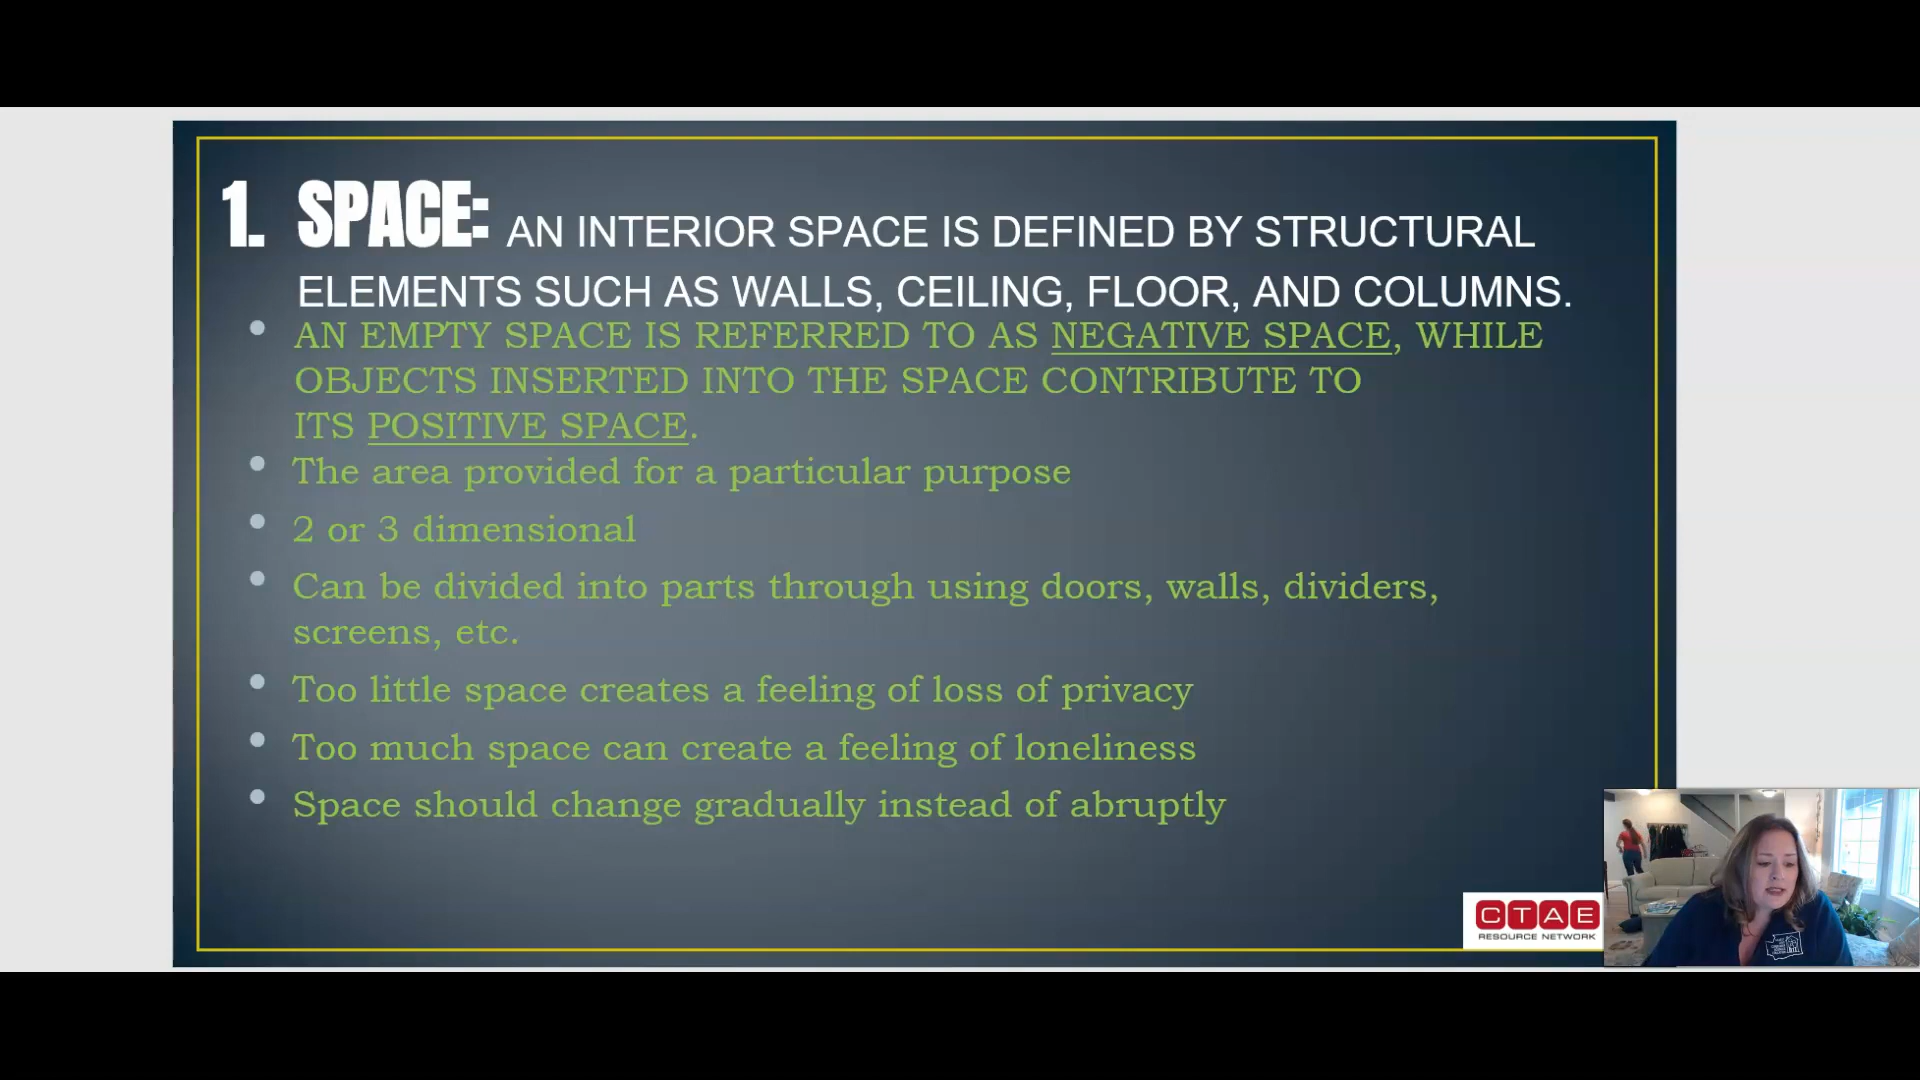 1. SPACE: AN INTERIOR SPACE IS DEFINED BY STRUCTURAL
ELEMENTS SUCH AS WALLS, CEILING, FLOOR, AND COLUMNS.
• AN EMPTY SPACE IS REFERRED TO AS NEGATIVE SPACE, WHILE
OBJECTS INSERTED INTO THE SPACE CONTRIBUTE TO
ITS POSITIVE SPACE.
• The area provided for a particular purpose
• 2 or 3 dimensional
• Can be divided into parts through using doors, walls, dividers,
screens, etc.
• Too little space creates a feeling of loss of privacy
• Too much space can create a feeling of loneliness
• Space should change gradually instead of abruptly
CTAE
RESOURCE NETWORK